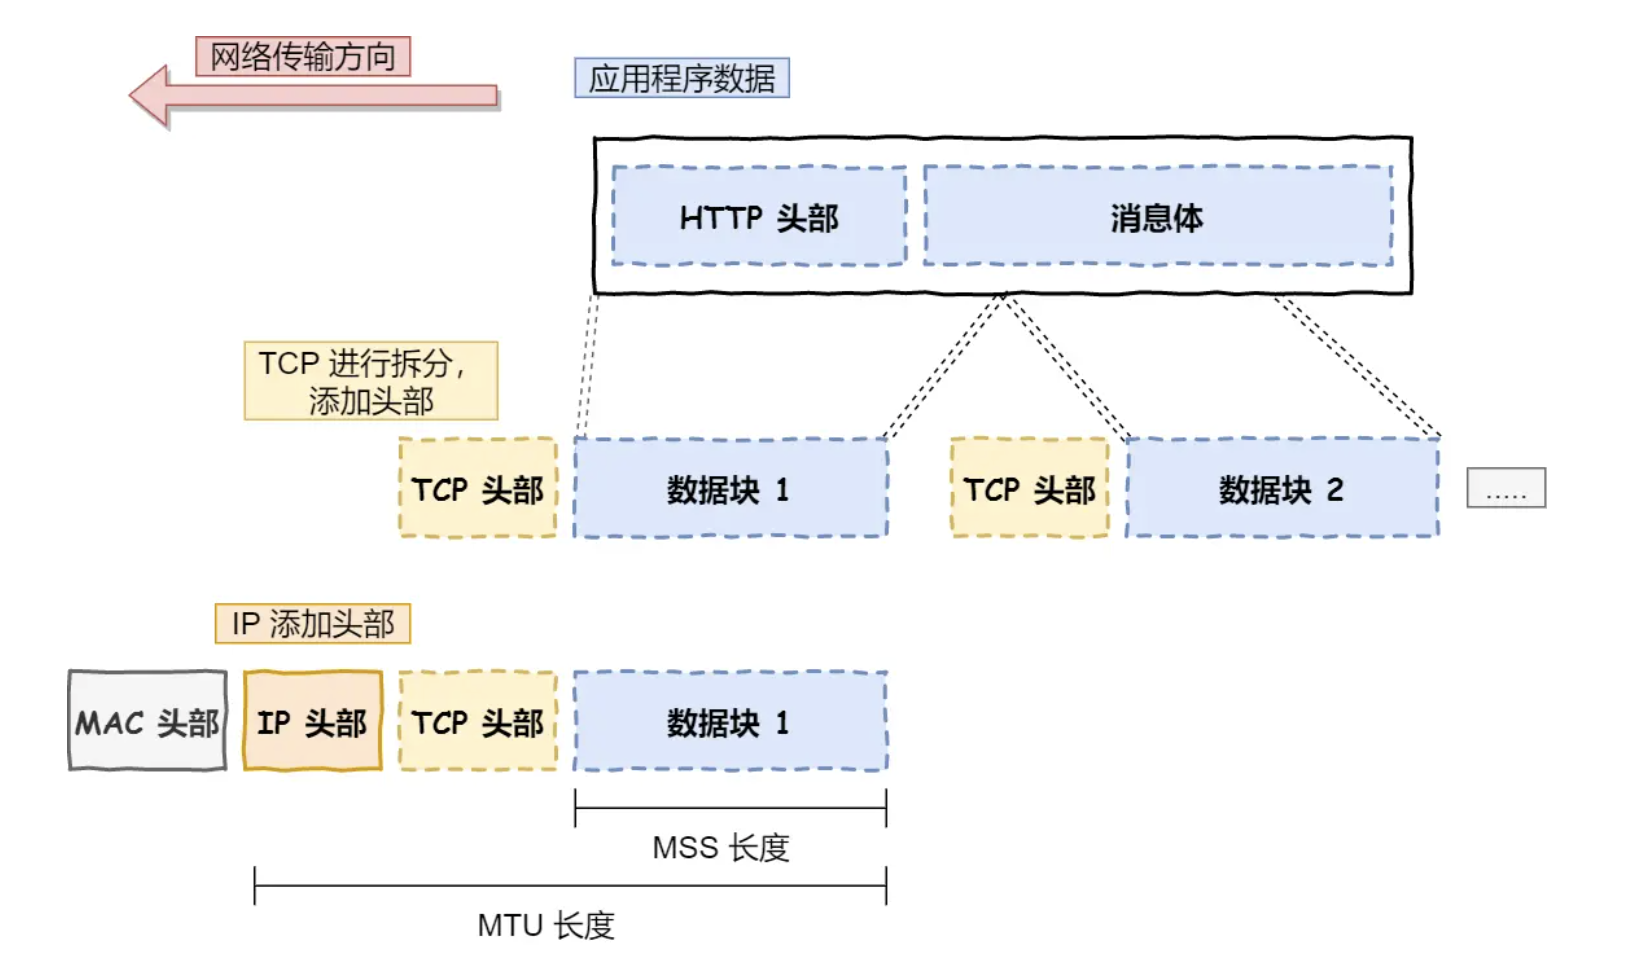 网络传输方向
应用程序数据
HTTP 头部
消息体
TCP 进行拆分，
添加头部
TCP 头部
数据块 1
TCP 头部
数据块 2
.....
IP 添加头部
MAC 头部
IP 头部
TCP 头部
数据块 1
MSS 长度
MTU 长度